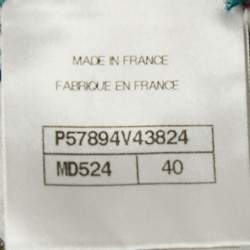 MADE IN FRANCE
FABRIQUE EN FRANCE
P57894V43824
MD524 40